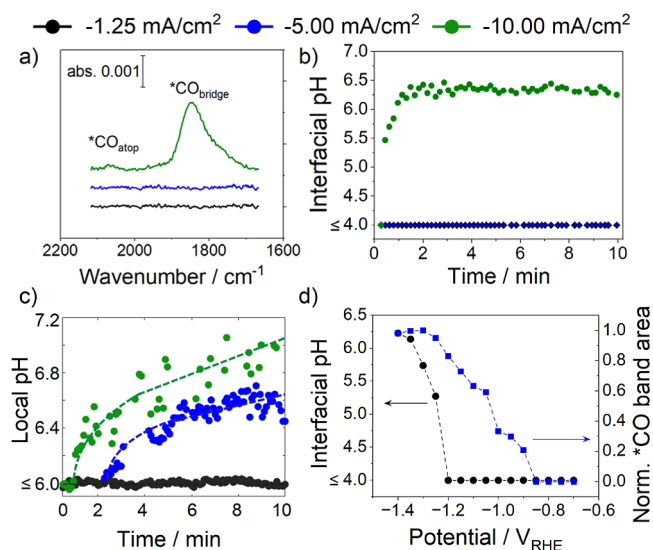 -1.25 mA/cm² -5.00 mA/cm² -10.00 mA/cm²
a)
abs. 0.001
*CO_bridge
*CO_atop
2200 2000 1800 1600
Wavenumber / cm⁻¹
b)
Interfacial pH
7.0
6.5
6.0
5.5
5.0
4.5
≤ 4.0
0 2 4 6 8 10
Time / min
c)
Local pH
7.2
6.8
6.4
≤ 6.0
0 2 4 6 8 10
Time / min
d)
Interfacial pH
6.5
6.0
5.5
5.0
4.5
≤ 4.0
1.0
0.8
0.6
0.4
0.2
0.0
Norm. *CO band area
−1.4 −1.2 −1.0 −0.8 −0.6
Potential / V_RHE